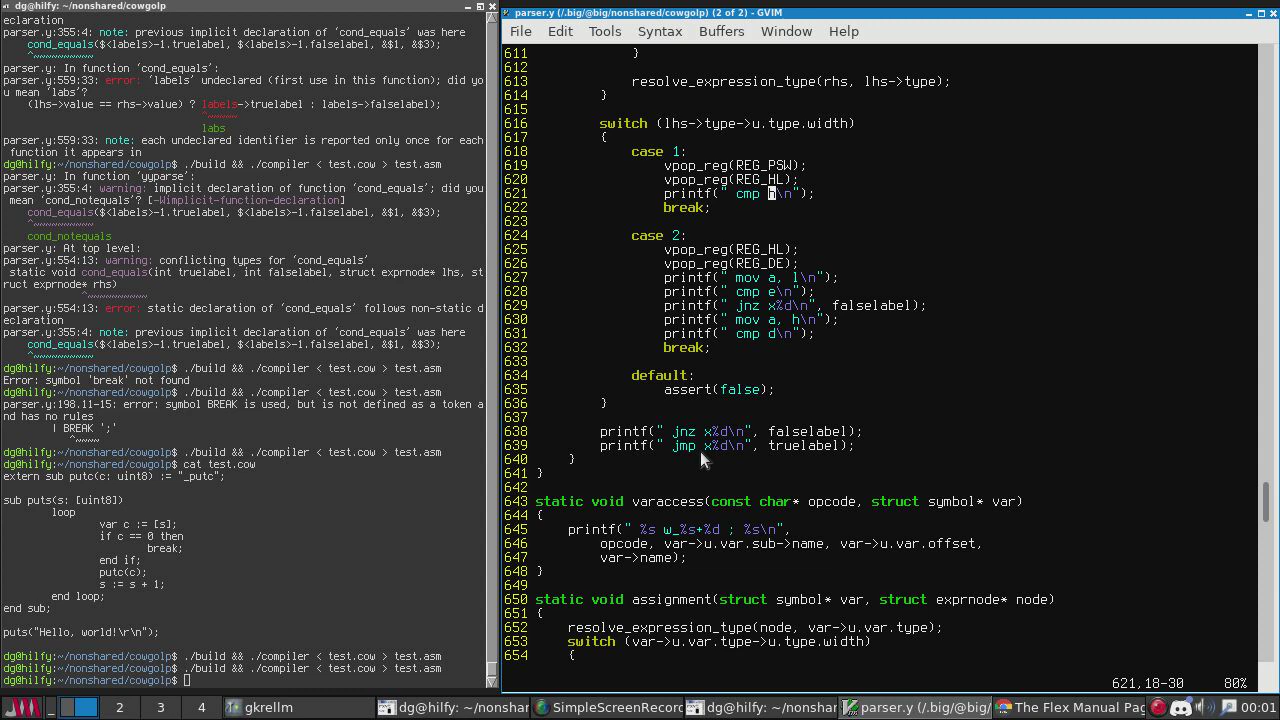 dg@hilfy: ~/nonshared/cowgolp
claration
parser.y:355:4: note: previous implicit declaration of ‘cond_equals’ was here
    cond_equals($<labels>-1.truelabel, $<labels>-1.falselabel, &$1, &$3);
    ^~~~~~~~~~~
parser.y: In function ‘cond_equals’:
parser.y:559:33: error: ‘labels’ undeclared (first use in this function); did yo
u mean ‘labs’?
    (lhs->value == rhs->value) ? labels->truelabel : labels->falselabel);
                                 ^~~~~~
                                 labs
parser.y:559:33: note: each undeclared identifier is reported only once for each
 function it appears in
dg@hilfy:~/nonshared/cowgolp$ ./build && ./compiler < test.cow > test.asm
parser.y: In function ‘yyparse’:
parser.y:355:4: warning: implicit declaration of function ‘cond_equals’; did you
 mean ‘cond_notequals’? [-Wimplicit-function-declaration]
    cond_equals($<labels>-1.truelabel, $<labels>-1.falselabel, &$1, &$3);
    ^~~~~~~~~~~
    cond_notequals
parser.y: At top level:
parser.y:554:13: warning: conflicting types for ‘cond_equals’
 static void cond_equals(int truelabel, int falselabel, struct exprnode* lhs, st
ruct exprnode* rhs)
             ^~~~~~~~~~~
parser.y:554:13: error: static declaration of ‘cond_equals’ follows non-static d
eclaration
parser.y:355:4: note: previous implicit declaration of ‘cond_equals’ was here
    cond_equals($<labels>-1.truelabel, $<labels>-1.falselabel, &$1, &$3);
    ^~~~~~~~~~~
dg@hilfy:~/nonshared/cowgolp$ ./build && ./compiler < test.cow > test.asm
Error: symbol 'break' not found
dg@hilfy:~/nonshared/cowgolp$ ./build && ./compiler < test.cow > test.asm
parser.y:198.11-15: error: symbol BREAK is used, but is not defined as a token a
nd has no rules
         | BREAK ';'
           ^~~~~
dg@hilfy:~/nonshared/cowgolp$ ./build && ./compiler < test.cow > test.asm
dg@hilfy:~/nonshared/cowgolp$ cat test.cow
extern sub putc(c: uint8) := "_putc";
sub puts(s: [uint8])
        loop
                var c := [s];
                if c == 0 then
                        break;
                end if;
                putc(c);
                s := s + 1;
        end loop;
end sub;
puts("Hello, world!\r\n");
dg@hilfy:~/nonshared/cowgolp$ ./build && ./compiler < test.cow > test.asm
dg@hilfy:~/nonshared/cowgolp$ ./build && ./compiler < test.cow > test.asm
dg@hilfy:~/nonshared/cowgolp$
parser.y (/.big/@big/nonshared/cowgolp) (2 of 2) - GVIM
File Edit Tools Syntax Buffers Window Help
611             }
612
613             resolve_expression_type(rhs, lhs->type);
614         }
615
616         switch (lhs->type->u.type.width)
617         {
618             case 1:
619                 vpop_reg(REG_PSW);
620                 vpop_reg(REG_HL);
621                 printf(" cmp h\n");
622                 break;
623
624             case 2:
625                 vpop_reg(REG_HL);
626                 vpop_reg(REG_DE);
627                 printf(" mov a, l\n");
628                 printf(" cmp e\n");
629                 printf(" jnz x%d\n", falselabel);
630                 printf(" mov a, h\n");
631                 printf(" cmp d\n");
632                 break;
633
634             default:
635                 assert(false);
636         }
637
638         printf(" jnz x%d\n", falselabel);
639         printf(" jmp x%d\n", truelabel);
640     }
641 }
642
643 static void varaccess(const char* opcode, struct symbol* var)
644 {
645     printf(" %s w_%s+%d ; %s\n",
646         opcode, var->u.var.sub->name, var->u.var.offset,
647         var->name);
648 }
649
650 static void assignment(struct symbol* var, struct exprnode* node)
651 {
652     resolve_expression_type(node, var->u.var.type);
653     switch (var->u.var.type->u.type.width)
654     {
621,18-30 80%
2 3 4 gkrellm dg@hilfy: ~/nonshar dg@hilfy: SimpleScreenRecor dg@hilfy: ~/nonshar parser.y (/.big/@big/ The Flex Manual Pag 00:01